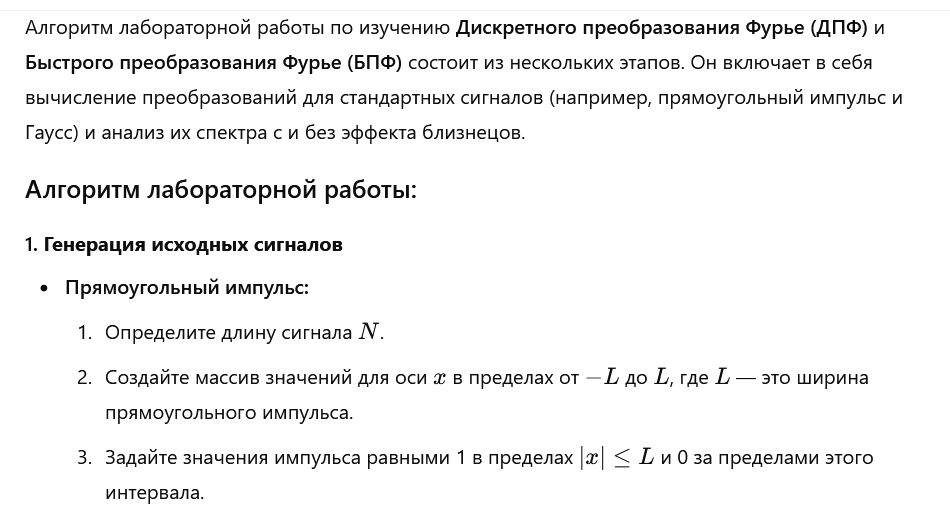 Алгоритм лабораторной работы по изучению Дискретного преобразования Фурье (ДПФ) и
Быстрого преобразования Фурье (БПФ) состоит из нескольких этапов. Он включает в себя
вычисление преобразований для стандартных сигналов (например, прямоугольный импульс и
Гаусс) и анализ их спектра с и без эффекта близнецов.
Алгоритм лабораторной работы:
1. Генерация исходных сигналов
• Прямоугольный импульс:
1. Определите длину сигнала N.
2. Создайте массив значений для оси x в пределах от −L до L, где L — это ширина
прямоугольного импульса.
3. Задайте значения импульса равными 1 в пределах |x| ≤ L и 0 за пределами этого
интервала.